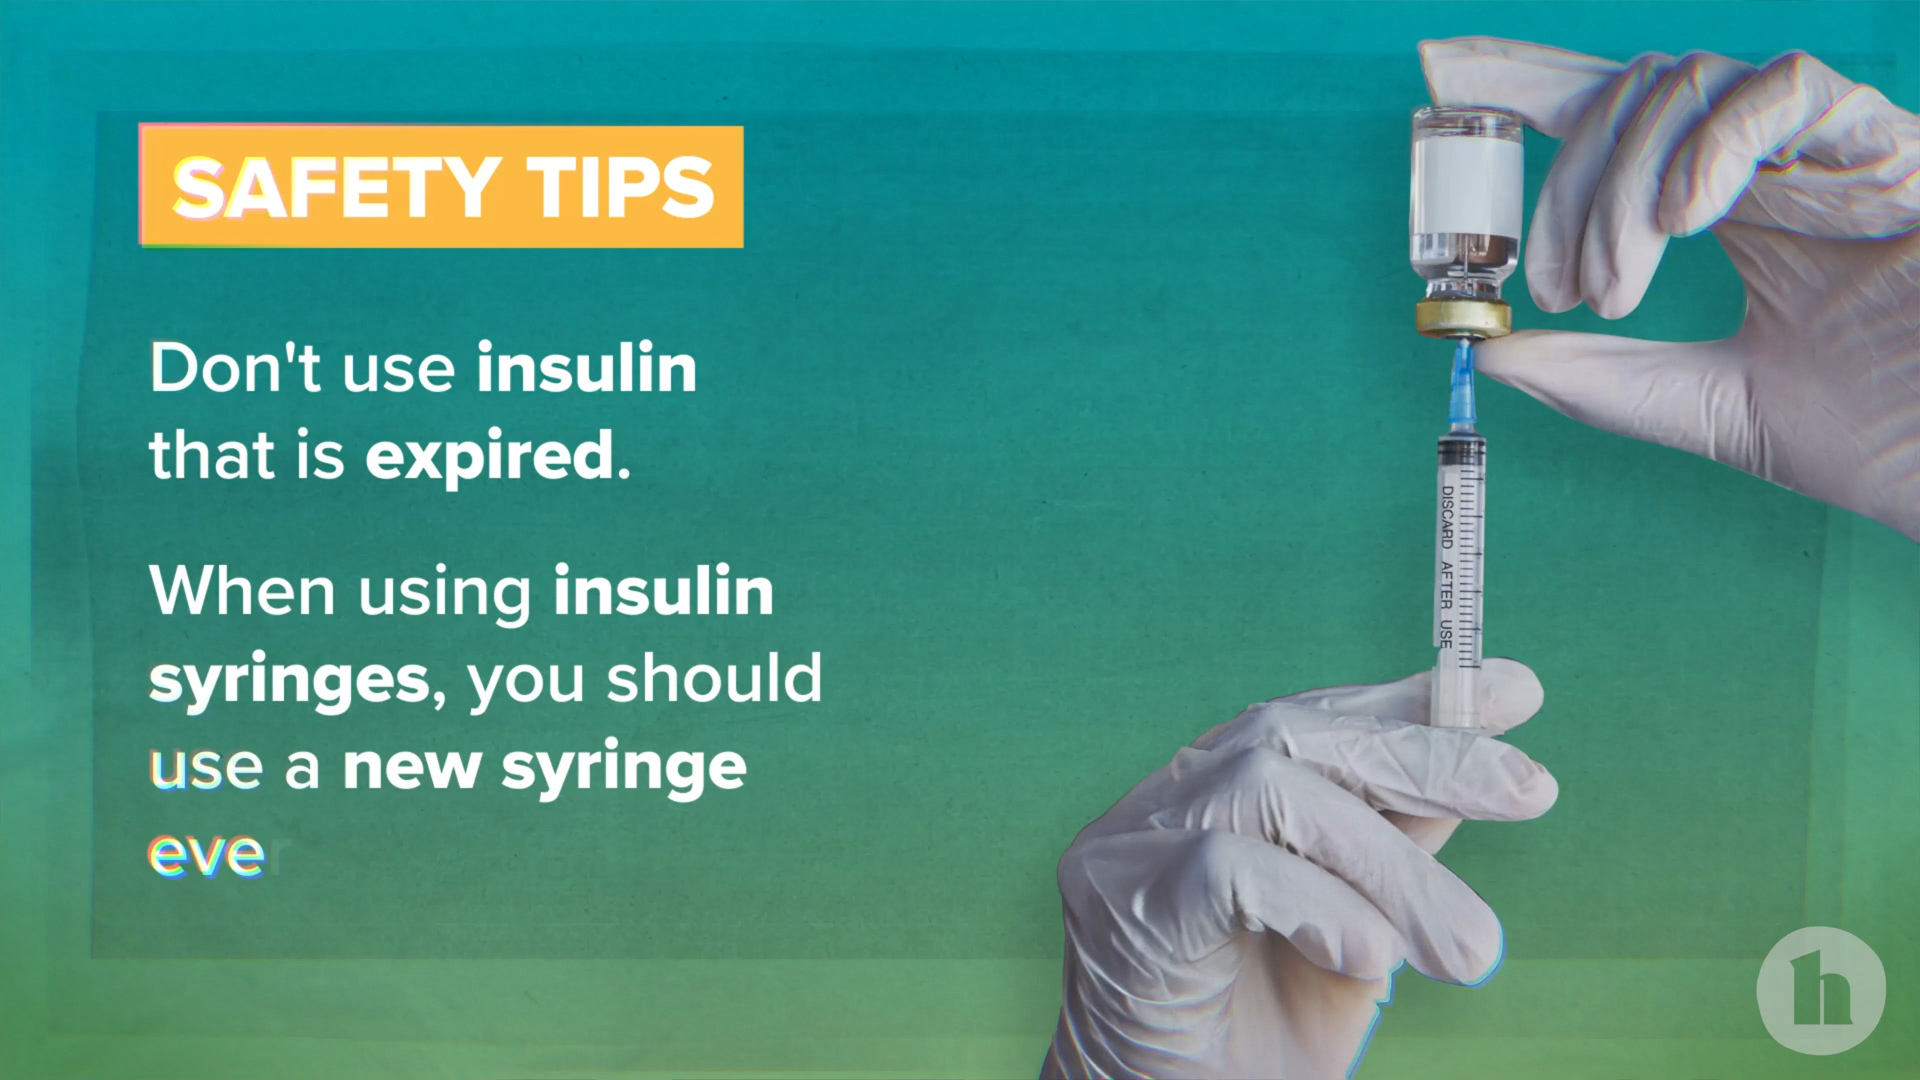 SAFETY TIPS
Don't use insulin
that is expired.
When using insulin
syringes, you should
use a new syringe
eve
DISCARD AFTER USE
h